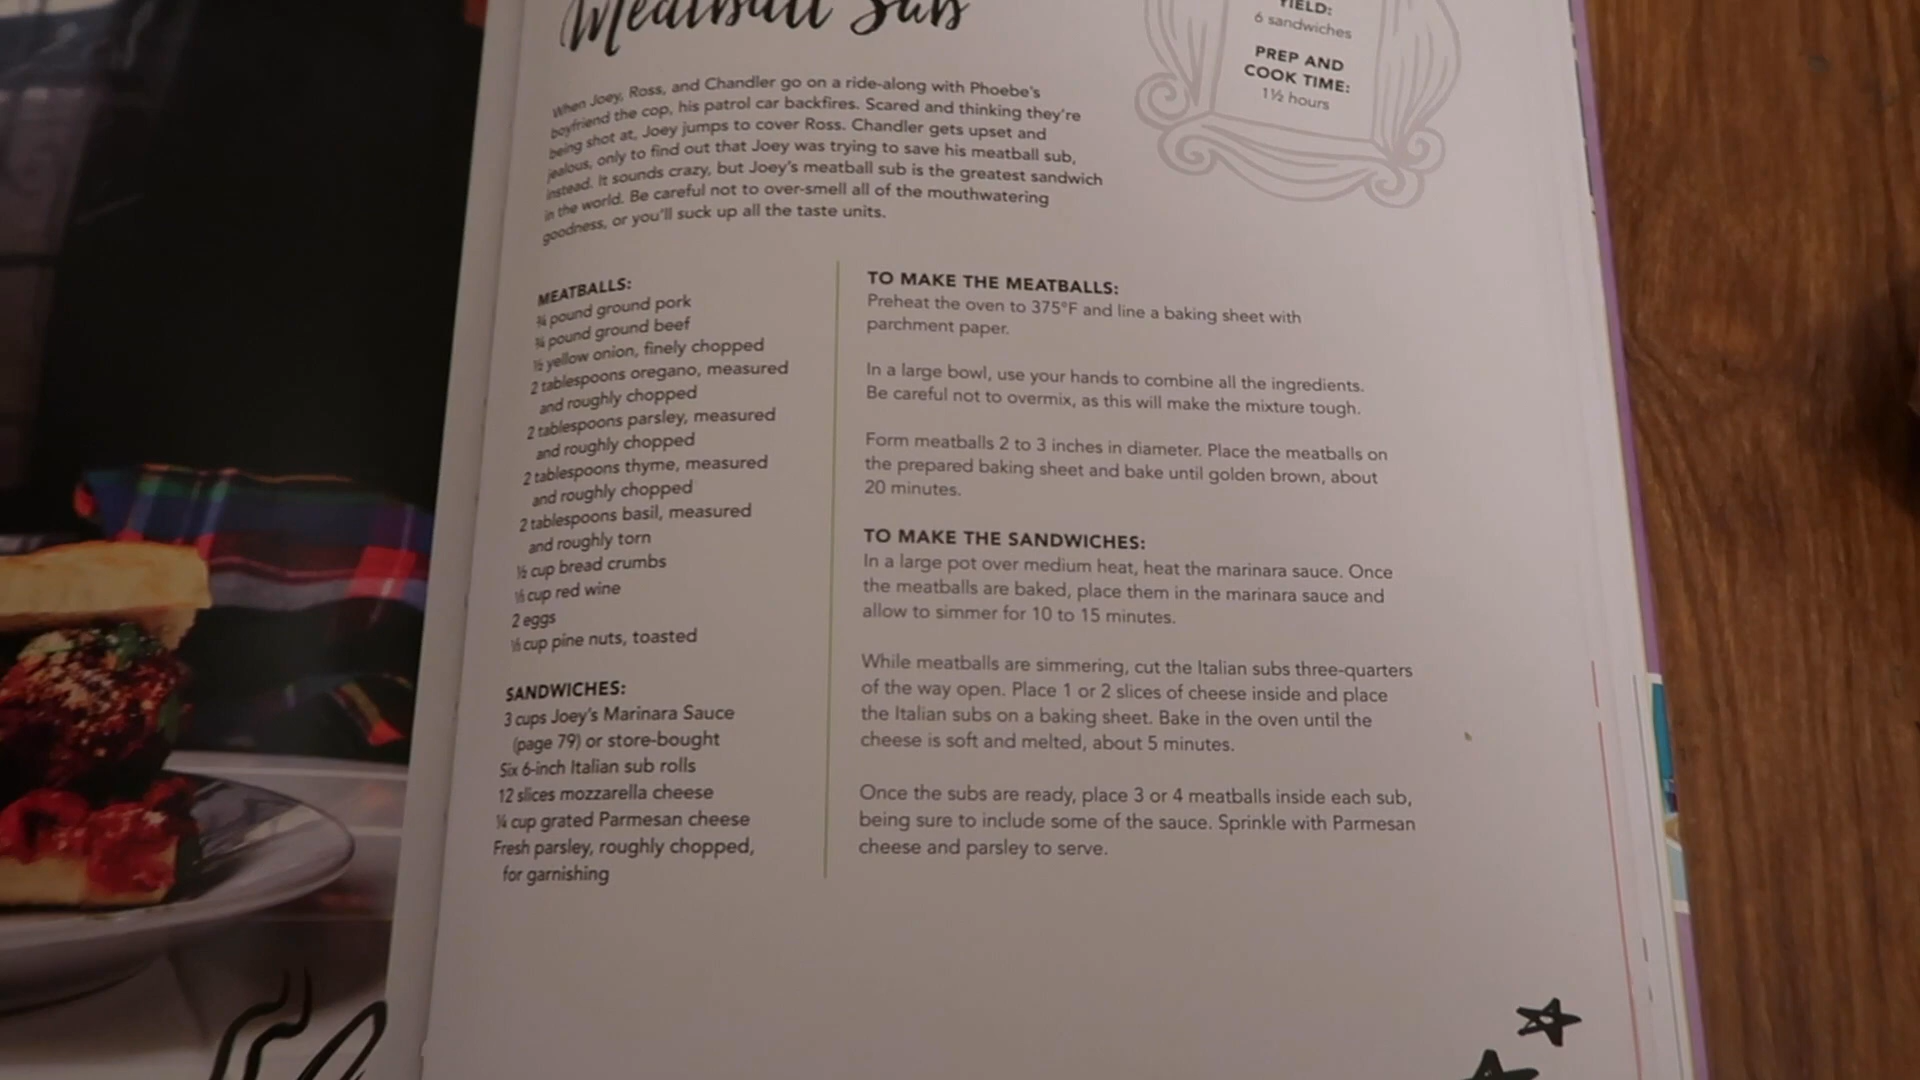 Meatball Sub
YIELD:
6 sandwiches
PREP AND
COOK TIME:
1½ hours
When Joey, Ross, and Chandler go on a ride-along with Phoebe's
boyfriend the cop, his patrol car backfires. Scared and thinking they're
being shot at, Joey jumps to cover Ross. Chandler gets upset and
jealous, only to find out that Joey was trying to save his meatball sub,
instead. It sounds crazy, but Joey's meatball sub is the greatest sandwich
in the world. Be careful not to over-smell all of the mouthwatering
goodness, or you'll suck up all the taste units.
MEATBALLS:
¾ pound ground pork
¾ pound ground beef
½ yellow onion, finely chopped
2 tablespoons oregano, measured
and roughly chopped
2 tablespoons parsley, measured
and roughly chopped
2 tablespoons thyme, measured
and roughly chopped
2 tablespoons basil, measured
and roughly torn
½ cup bread crumbs
⅓ cup red wine
2 eggs
⅓ cup pine nuts, toasted
SANDWICHES:
3 cups Joey's Marinara Sauce
(page 79) or store-bought
Six 6-inch Italian sub rolls
12 slices mozzarella cheese
¼ cup grated Parmesan cheese
Fresh parsley, roughly chopped,
for garnishing
TO MAKE THE MEATBALLS:
Preheat the oven to 375°F and line a baking sheet with
parchment paper.
In a large bowl, use your hands to combine all the ingredients.
Be careful not to overmix, as this will make the mixture tough.
Form meatballs 2 to 3 inches in diameter. Place the meatballs on
the prepared baking sheet and bake until golden brown, about
20 minutes.
TO MAKE THE SANDWICHES:
In a large pot over medium heat, heat the marinara sauce. Once
the meatballs are baked, place them in the marinara sauce and
allow to simmer for 10 to 15 minutes.
While meatballs are simmering, cut the Italian subs three-quarters
of the way open. Place 1 or 2 slices of cheese inside and place
the Italian subs on a baking sheet. Bake in the oven until the
cheese is soft and melted, about 5 minutes.
Once the subs are ready, place 3 or 4 meatballs inside each sub,
being sure to include some of the sauce. Sprinkle with Parmesan
cheese and parsley to serve.